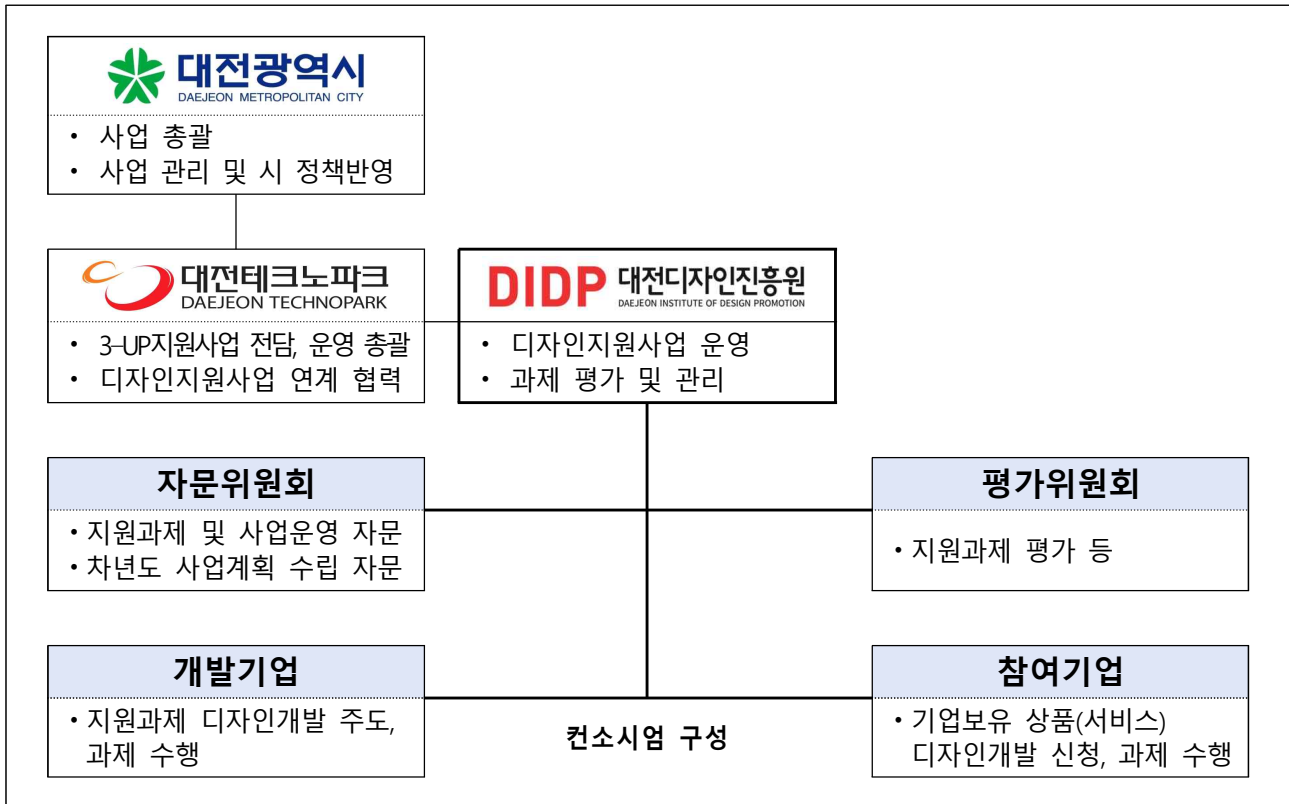 대전광역시
DAEJEON METROPOLITAN CITY
• 사업 총괄
• 사업 관리 및 시 정책반영
대전테크노파크
DAEJEON TECHNOPARK
• 3-UP지원사업 전담, 운영 총괄
• 디자인지원사업 연계 협력
DIDP 대전디자인진흥원
DAEJEON INSTITUTE OF DESIGN PROMOTION
• 디자인지원사업 운영
• 과제 평가 및 관리
자문위원회
• 지원과제 및 사업운영 자문
• 차년도 사업계획 수립 자문
평가위원회
• 지원과제 평가 등
개발기업
• 지원과제 디자인개발 주도,
과제 수행
컨소시엄 구성
참여기업
• 기업보유 상품(서비스)
디자인개발 신청, 과제 수행